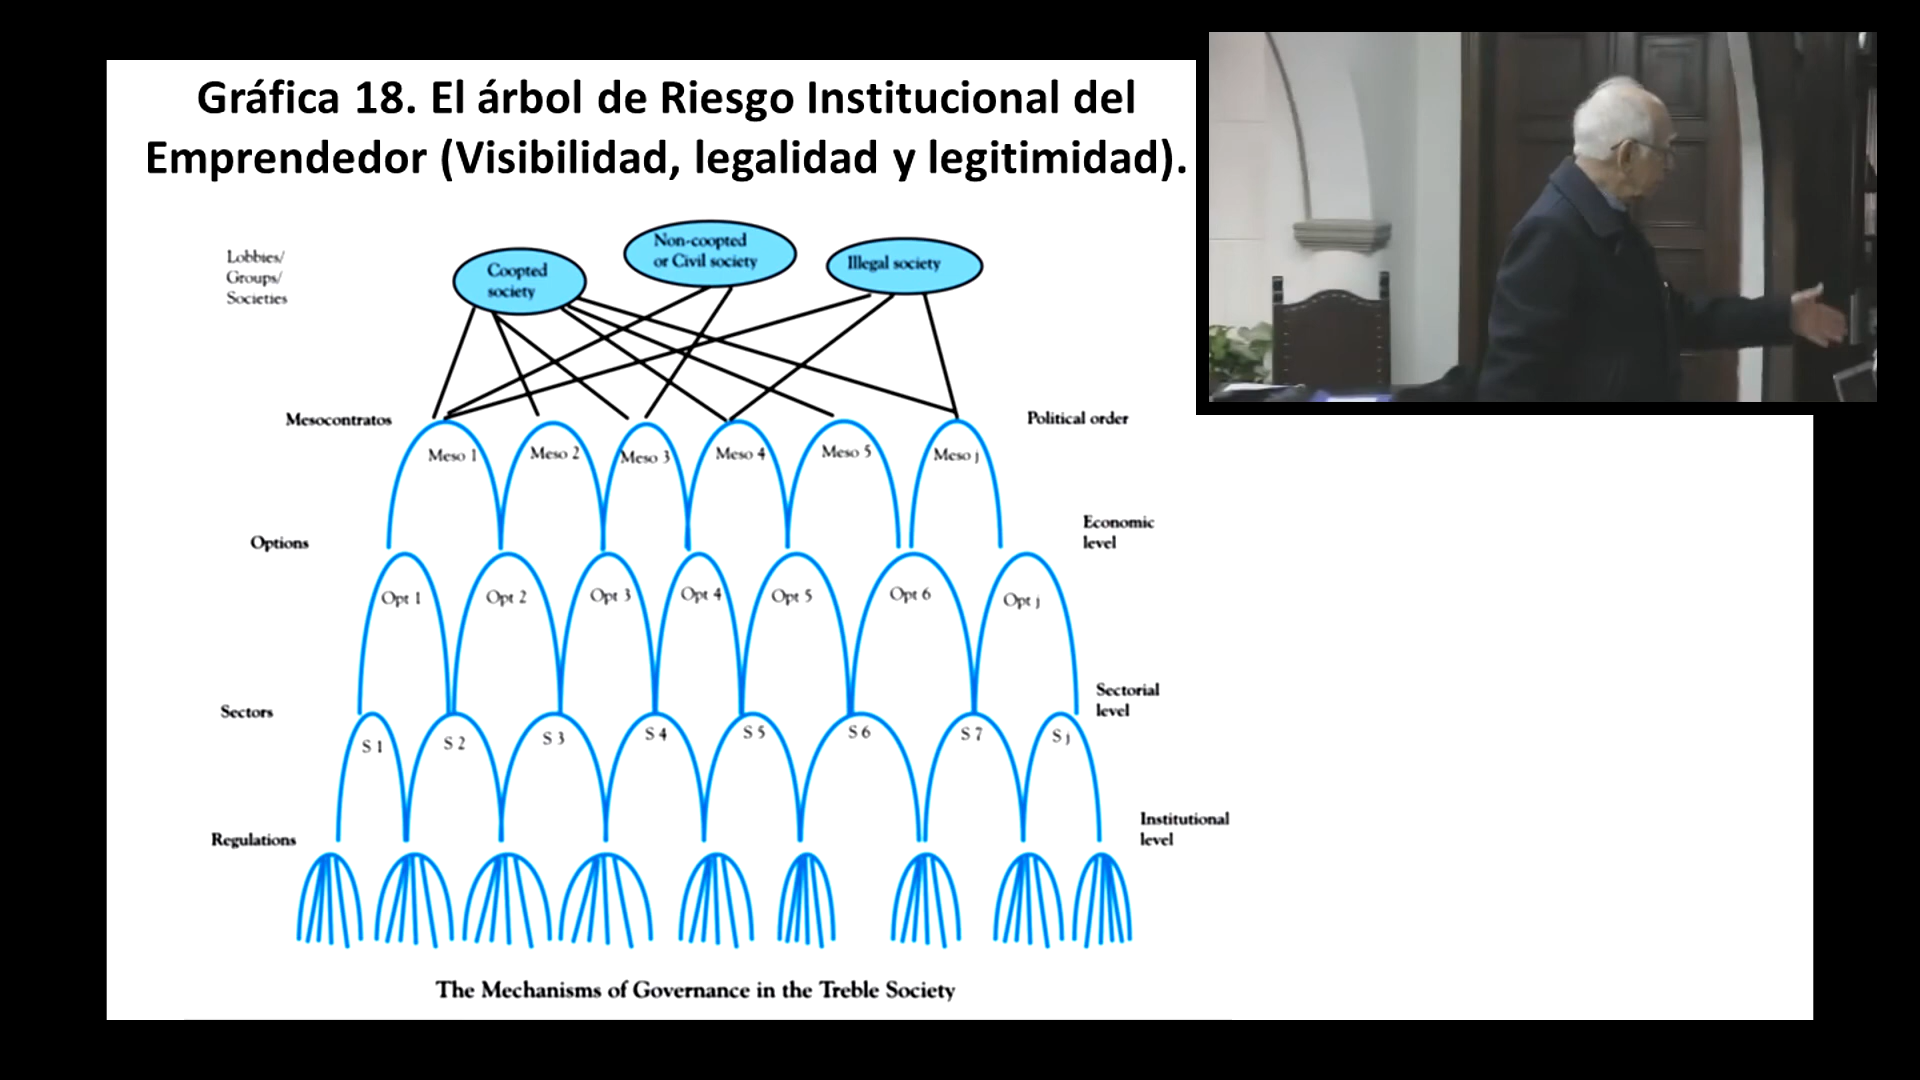 Gráfica 18. El árbol de Riesgo Institucional del
Emprendedor (Visibilidad, legalidad y legitimidad).
Lobbies/
Groups/
Societies
Coopted
society
Non-coopted
or Civil society
Illegal society
Mesocontratos
Political order
Meso 1
Meso 2
Meso 3
Meso 4
Meso 5
Meso j
Options
Economic
level
Opt 1
Opt 2
Opt 3
Opt 4
Opt 5
Opt 6
Opt j
Sectors
Sectorial
level
S 1
S 2
S 3
S 4
S 5
S 6
S 7
S j
Regulations
Institutional
level
The Mechanisms of Governance in the Treble Society